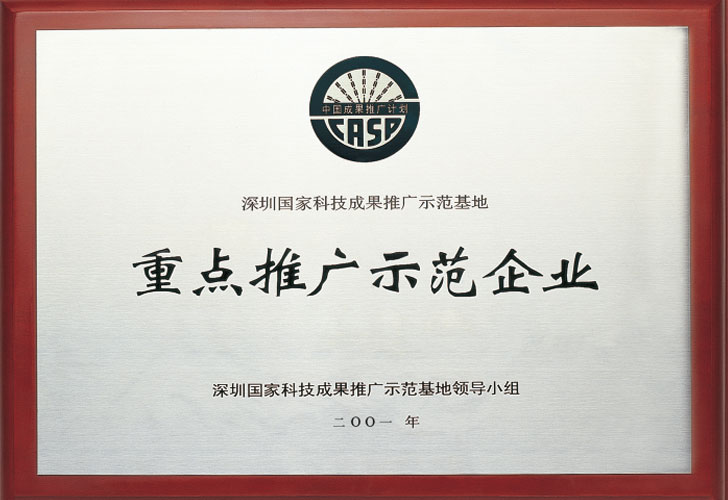 中国成果推广计划
CASP
深圳国家科技成果推广示范基地
重点推广示范企业
深圳国家科技成果推广示范基地领导小组
二OO一 年